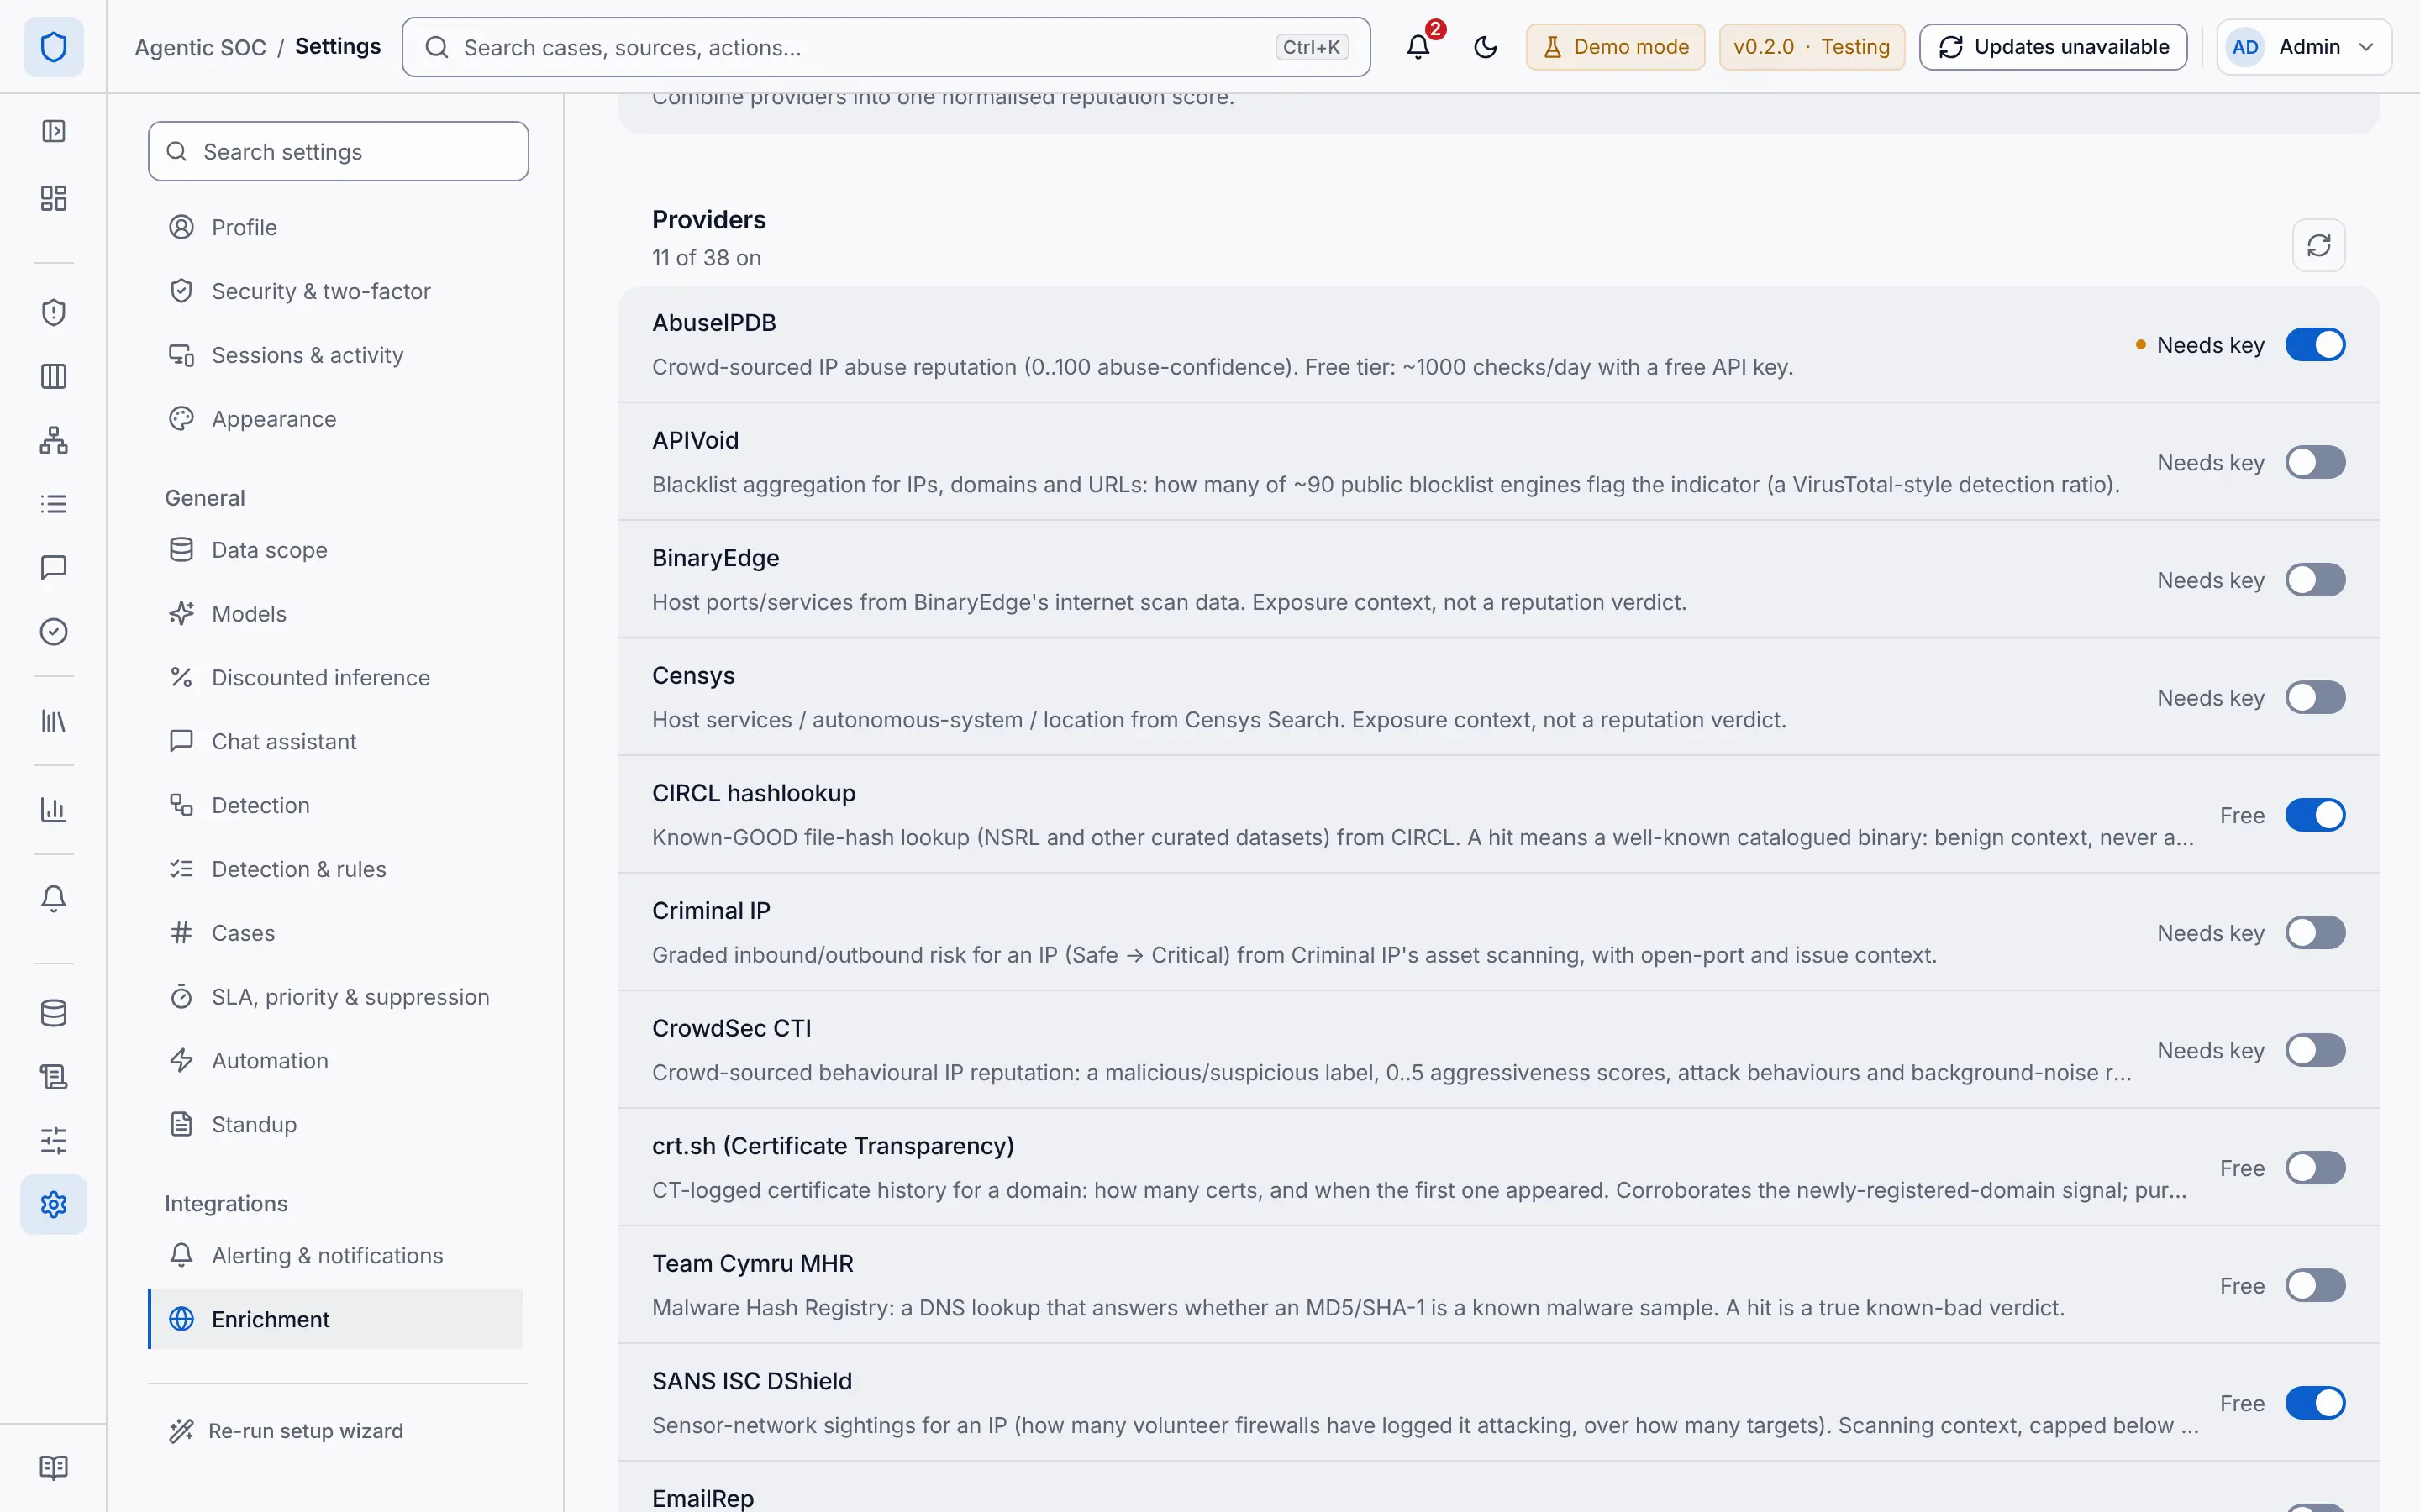 Agentic SOC / Settings
Search cases, sources, actions...
Ctrl+K
2
Demo mode
v0.2.0 · Testing
Updates unavailable
AD
Admin
Search settings
Profile
Security & two-factor
Sessions & activity
Appearance
General
Data scope
Models
Discounted inference
Chat assistant
Detection
Detection & rules
Cases
SLA, priority & suppression
Automation
Standup
Integrations
Alerting & notifications
Enrichment
Re-run setup wizard
Combine providers into one normalised reputation score.
Providers
11 of 38 on
AbuseIPDB
Crowd-sourced IP abuse reputation (0..100 abuse-confidence). Free tier: ~1000 checks/day with a free API key.
Needs key
APIVoid
Blacklist aggregation for IPs, domains and URLs: how many of ~90 public blocklist engines flag the indicator (a VirusTotal-style detection ratio).
Needs key
BinaryEdge
Host ports/services from BinaryEdge's internet scan data. Exposure context, not a reputation verdict.
Needs key
Censys
Host services / autonomous-system / location from Censys Search. Exposure context, not a reputation verdict.
Needs key
CIRCL hashlookup
Known-GOOD file-hash lookup (NSRL and other curated datasets) from CIRCL. A hit means a well-known catalogued binary: benign context, never a...
Free
Criminal IP
Graded inbound/outbound risk for an IP (Safe → Critical) from Criminal IP's asset scanning, with open-port and issue context.
Needs key
CrowdSec CTI
Crowd-sourced behavioural IP reputation: a malicious/suspicious label, 0..5 aggressiveness scores, attack behaviours and background-noise r...
Needs key
crt.sh (Certificate Transparency)
CT-logged certificate history for a domain: how many certs, and when the first one appeared. Corroborates the newly-registered-domain signal; pur...
Free
Team Cymru MHR
Malware Hash Registry: a DNS lookup that answers whether an MD5/SHA-1 is a known malware sample. A hit is a true known-bad verdict.
Free
SANS ISC DShield
Sensor-network sightings for an IP (how many volunteer firewalls have logged it attacking, over how many targets). Scanning context, capped below ...
Free
EmailRep